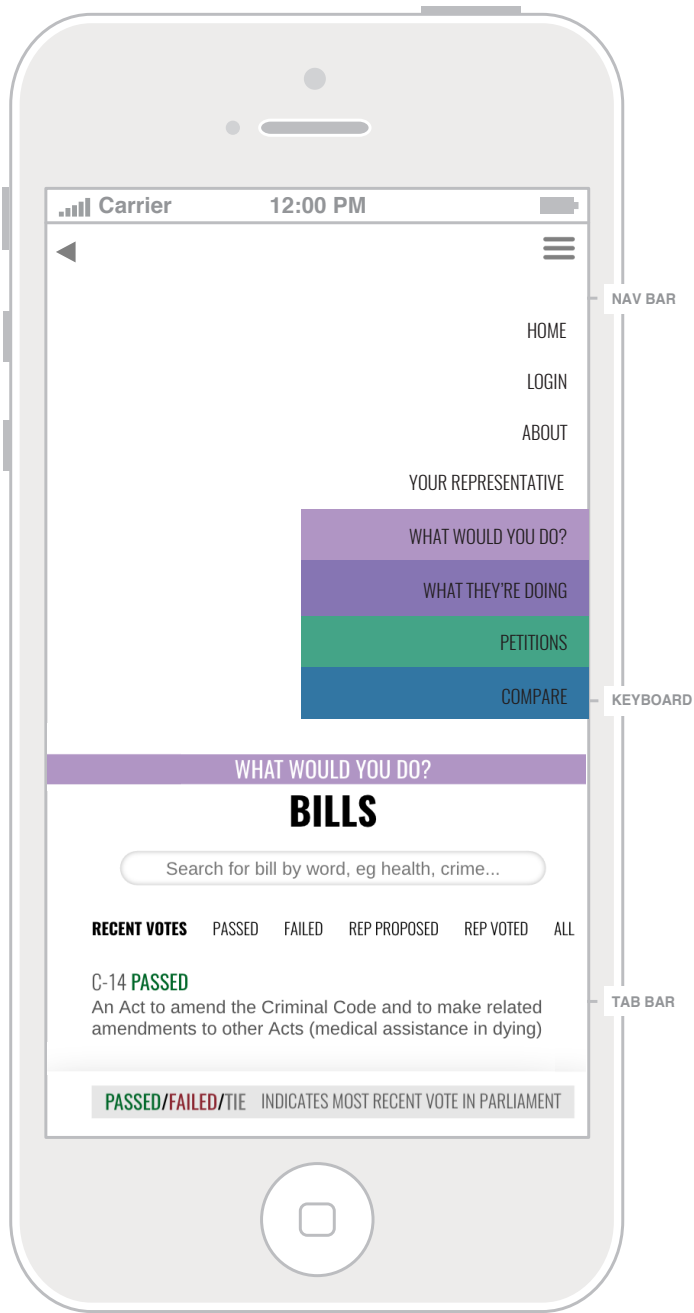 Carrier 12:00 PM
NAV BAR
HOME
LOGIN
ABOUT
YOUR REPRESENTATIVE
WHAT WOULD YOU DO?
WHAT THEY'RE DOING
PETITIONS
COMPARE
KEYBOARD
WHAT WOULD YOU DO?
BILLS
Search for bill by word, eg health, crime...
RECENT VOTES PASSED FAILED REP PROPOSED REP VOTED ALL
C-14 PASSED
An Act to amend the Criminal Code and to make related
amendments to other Acts (medical assistance in dying)
TAB BAR
PASSED/FAILED/TIE INDICATES MOST RECENT VOTE IN PARLIAMENT